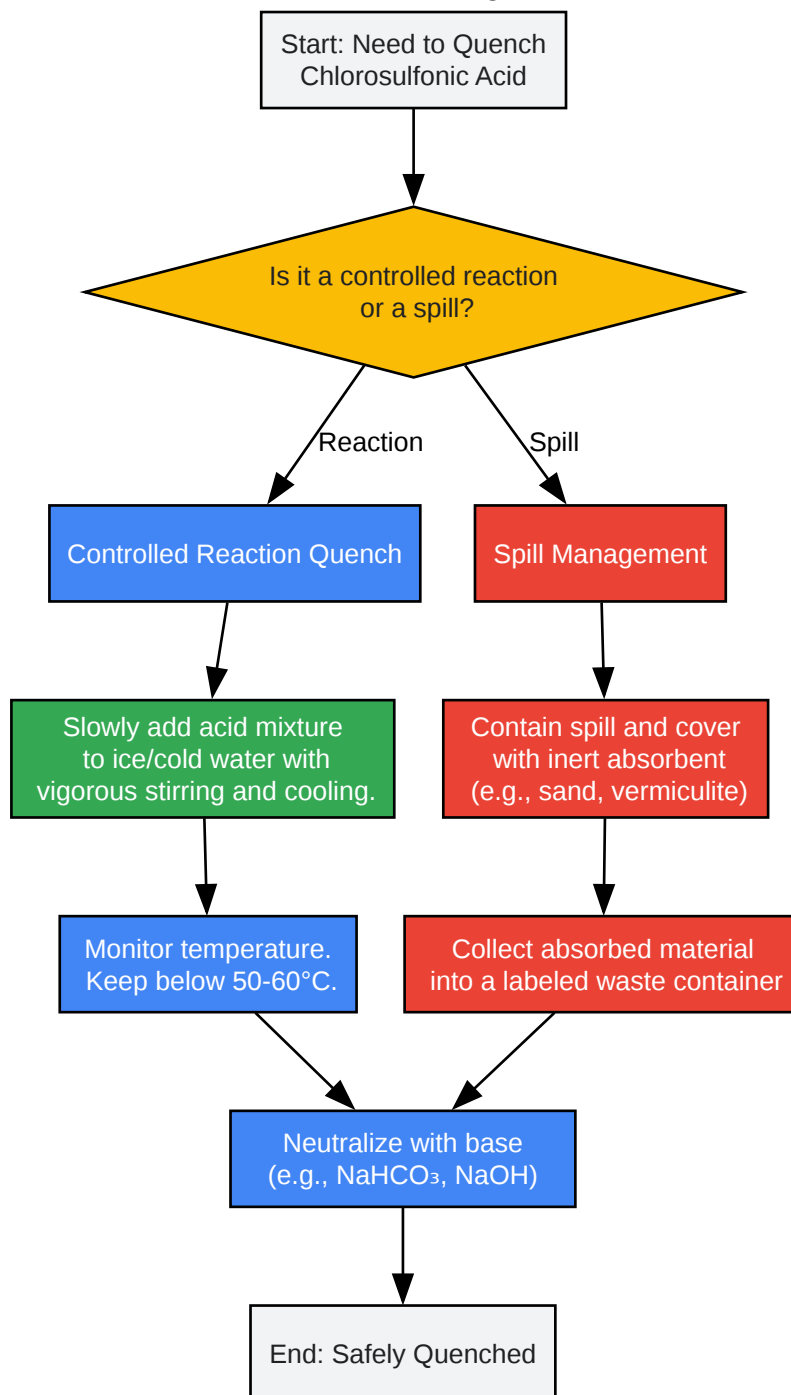 Start: Need to Quench
Chlorosulfonic Acid
Is it a controlled reaction
or a spill?
Reaction
Spill
Controlled Reaction Quench
Spill Management
Slowly add acid mixture
to ice/cold water with
vigorous stirring and cooling.
Contain spill and cover
with inert absorbent
(e.g., sand, vermiculite)
Monitor temperature.
Keep below 50-60°C.
Collect absorbed material
into a labeled waste container
Neutralize with base
(e.g., NaHCO₃, NaOH)
End: Safely Quenched